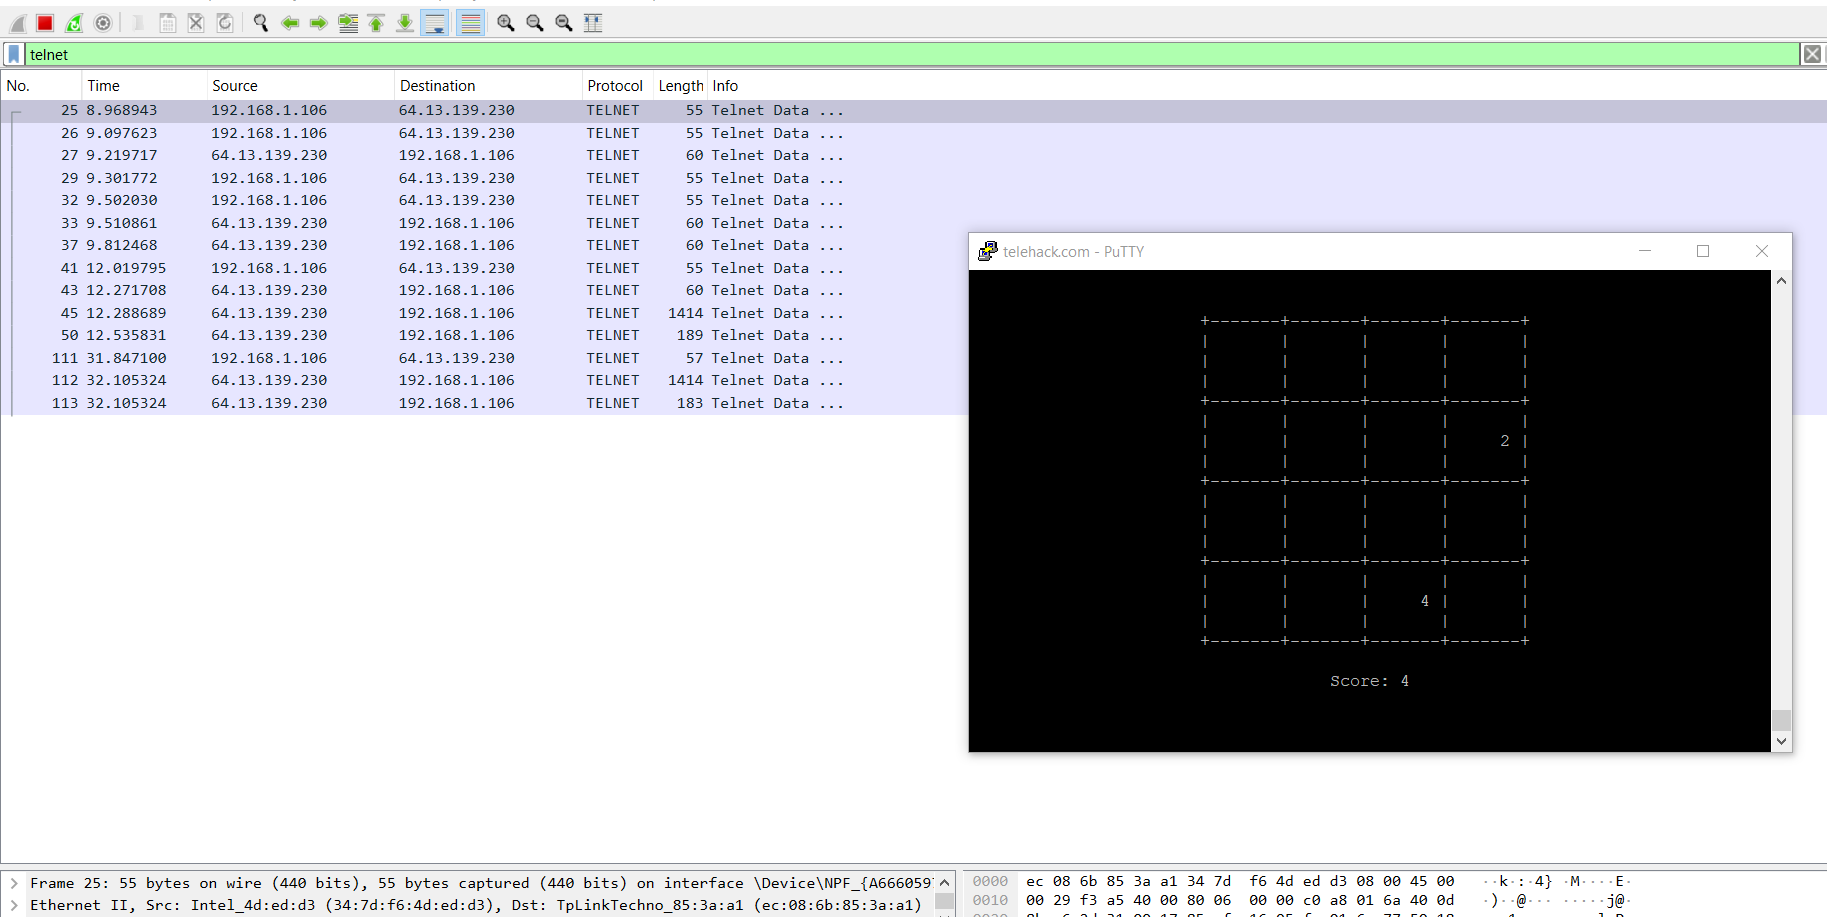 telnet
No. Time Source Destination Protocol Length Info
25 8.968943 192.168.1.106 64.13.139.230 TELNET 55 Telnet Data ...
26 9.097623 192.168.1.106 64.13.139.230 TELNET 55 Telnet Data ...
27 9.219717 64.13.139.230 192.168.1.106 TELNET 60 Telnet Data ...
29 9.301772 192.168.1.106 64.13.139.230 TELNET 55 Telnet Data ...
32 9.502030 192.168.1.106 64.13.139.230 TELNET 55 Telnet Data ...
33 9.510861 64.13.139.230 192.168.1.106 TELNET 60 Telnet Data ...
37 9.812468 64.13.139.230 192.168.1.106 TELNET 60 Telnet Data ...
41 12.019795 192.168.1.106 64.13.139.230 TELNET 55 Telnet Data ...
43 12.271708 64.13.139.230 192.168.1.106 TELNET 60 Telnet Data ...
45 12.288689 64.13.139.230 192.168.1.106 TELNET 1414 Telnet Data ...
50 12.535831 64.13.139.230 192.168.1.106 TELNET 189 Telnet Data ...
111 31.847100 192.168.1.106 64.13.139.230 TELNET 57 Telnet Data ...
112 32.105324 64.13.139.230 192.168.1.106 TELNET 1414 Telnet Data ...
113 32.105324 64.13.139.230 192.168.1.106 TELNET 183 Telnet Data ...
telehack.com - PuTTY
2
4
Score: 4
Frame 25: 55 bytes on wire (440 bits), 55 bytes captured (440 bits) on interface \Device\NPF_{A666059
Ethernet II, Src: Intel_4d:ed:d3 (34:7d:f6:4d:ed:d3), Dst: TpLinkTechno_85:3a:a1 (ec:08:6b:85:3a:a1)
0000 ec 08 6b 85 3a a1 34 7d f6 4d ed d3 08 00 45 00 ··k·:·4} ·M····E·
0010 00 29 f3 a5 40 00 80 06 00 00 c0 a8 01 6a 40 0d ·)··@··· ·····j@·